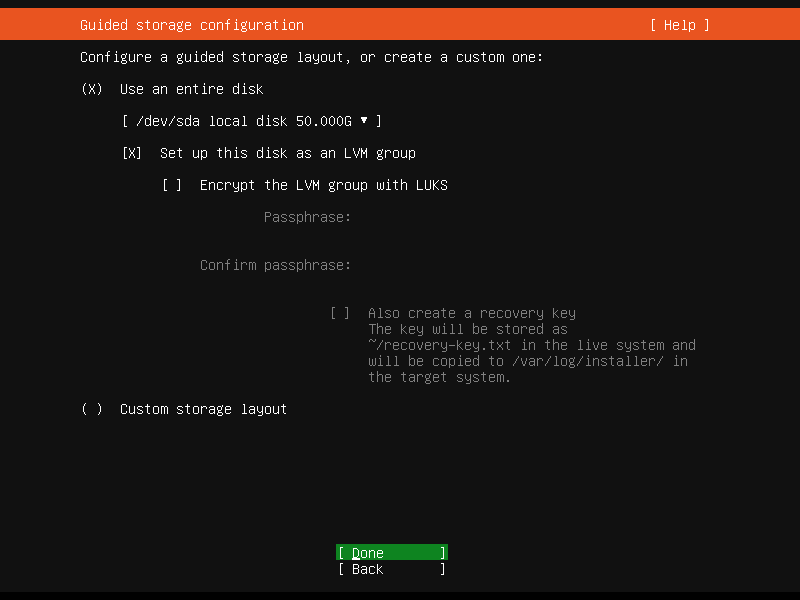 Guided storage configuration [ Help ]
Configure a guided storage layout, or create a custom one:
(X) Use an entire disk
[ /dev/sda local disk 50.000G ▾ ]
[X] Set up this disk as an LVM group
[ ] Encrypt the LVM group with LUKS
Passphrase:
Confirm passphrase:
[ ] Also create a recovery key
The key will be stored as
~/recovery-key.txt in the live system and
will be copied to /var/log/installer/ in
the target system.
( ) Custom storage layout
[ Done ]
[ Back ]